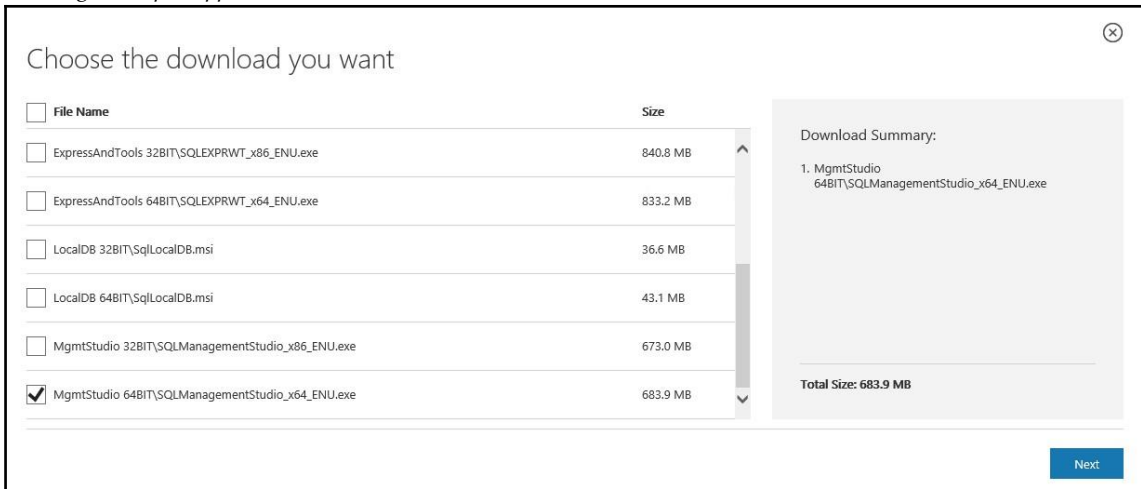 Choose the download you want
File Name Size
ExpressAndTools 32BIT\SQLEXPRWT_x86_ENU.exe 840.8 MB
ExpressAndTools 64BIT\SQLEXPRWT_x64_ENU.exe 833.2 MB
LocalDB 32BIT\SqlLocalDB.msi 36.6 MB
LocalDB 64BIT\SqlLocalDB.msi 43.1 MB
MgmtStudio 32BIT\SQLManagementStudio_x86_ENU.exe 673.0 MB
MgmtStudio 64BIT\SQLManagementStudio_x64_ENU.exe 683.9 MB
Download Summary:
1. MgmtStudio
64BIT\SQLManagementStudio_x64_ENU.exe
Total Size: 683.9 MB
Next